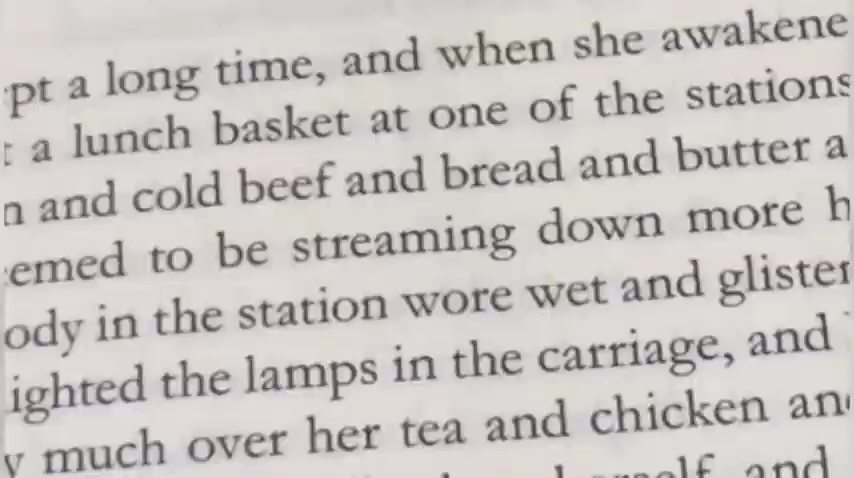 pt a long time, and when she awakene
t a lunch basket at one of the stations
n and cold beef and bread and butter a
emed to be streaming down more h
ody in the station wore wet and glister
ighted the lamps in the carriage, and
y much over her tea and chicken an
and